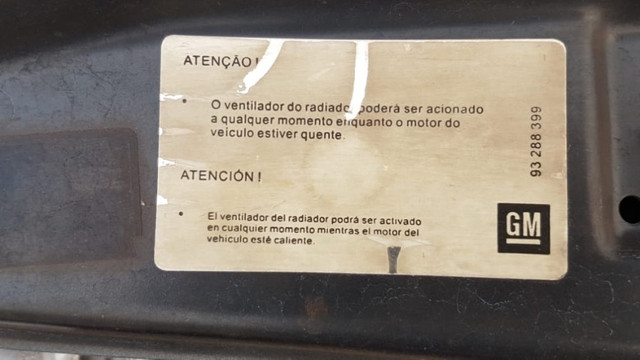 ATENÇÃO!
• O ventilador do radiador poderá ser acionado
a qualquer momento enquanto o motor do
veículo estiver quente.
ATENCIÓN!
• El ventilador del radiador podrá ser activado
en cualquier momento mientras el motor del
vehiculo esté caliente.
93 288 399
GM